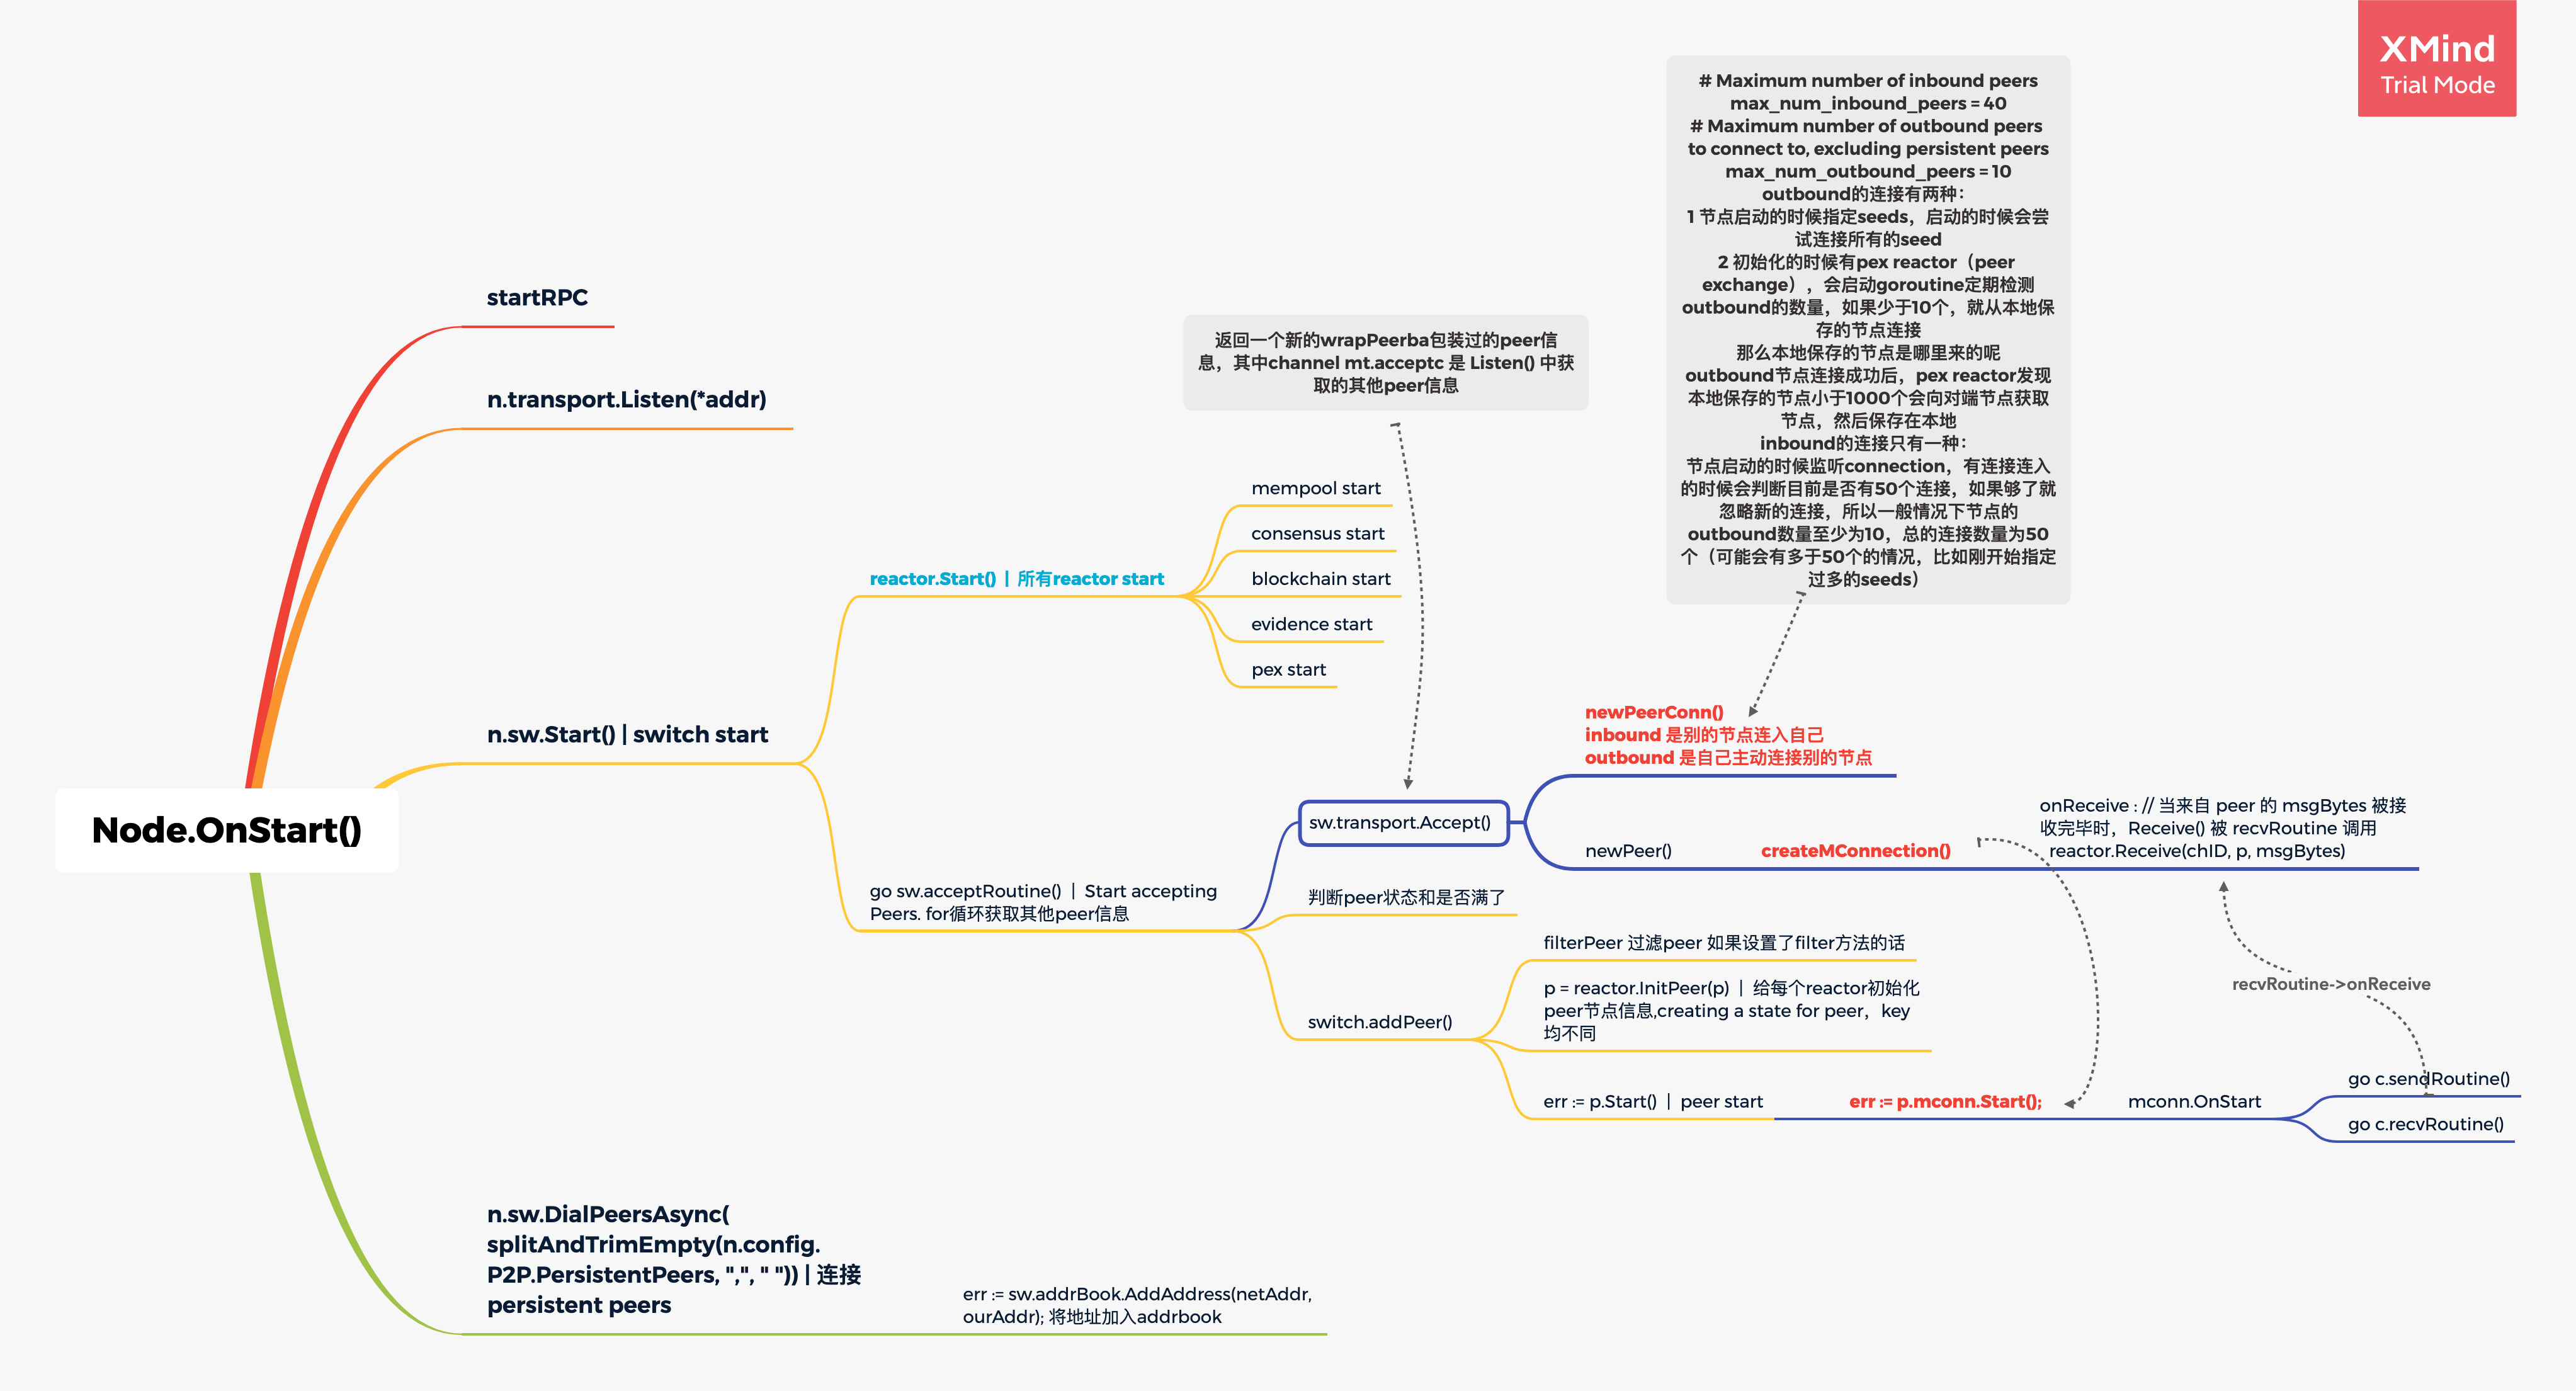 XMind
Trial Mode
# Maximum number of inbound peers
max_num_inbound_peers = 40
# Maximum number of outbound peers
to connect to, excluding persistent peers
max_num_outbound_peers = 10
outbound的连接有两种：
1 节点启动的时候指定seeds，启动的时候会尝
试连接所有的seed
2 初始化的时候有pex reactor（peer
exchange），会启动goroutine定期检测
outbound的数量，如果少于10个，就从本地保
存的节点连接
那么本地保存的节点是哪里来的呢
outbound节点连接成功后，pex reactor发现
本地保存的节点小于1000个会向对端节点获取
节点，然后保存在本地
inbound的连接只有一种：
节点启动的时候监听connection，有连接连入
的时候会判断目前是否有50个连接，如果够了就
忽略新的连接，所以一般情况下节点的
outbound数量至少为10，总的连接数量为50
个（可能会有多于50个的情况，比如刚开始指定
过多的seeds）
返回一个新的wrapPeerba包装过的peer信
息，其中channel mt.acceptc 是 Listen() 中获
取的其他peer信息
Node.OnStart()
startRPC
n.transport.Listen(*addr)
n.sw.Start() | switch start
reactor.Start() | 所有reactor start
mempool start
consensus start
blockchain start
evidence start
pex start
go sw.acceptRoutine() | Start accepting
Peers. for循环获取其他peer信息
sw.transport.Accept()
newPeerConn()
inbound 是别的节点连入自己
outbound 是自己主动连接别的节点
newPeer()
createMConnection()
onReceive : // 当来自 peer 的 msgBytes 被接
收完毕时，Receive() 被 recvRoutine 调用
reactor.Receive(chID, p, msgBytes)
判断peer状态和是否满了
switch.addPeer()
filterPeer 过滤peer 如果设置了filter方法的话
p = reactor.InitPeer(p) | 给每个reactor初始化
peer节点信息,creating a state for peer，key
均不同
err := p.Start() | peer start
err := p.mconn.Start();
mconn.OnStart
go c.sendRoutine()
go c.recvRoutine()
recvRoutine->onReceive
n.sw.DialPeersAsync(
splitAndTrimEmpty(n.config.
P2P.PersistentPeers, ",", " ")) | 连接
persistent peers
err := sw.addrBook.AddAddress(netAddr,
ourAddr); 将地址加入addrbook